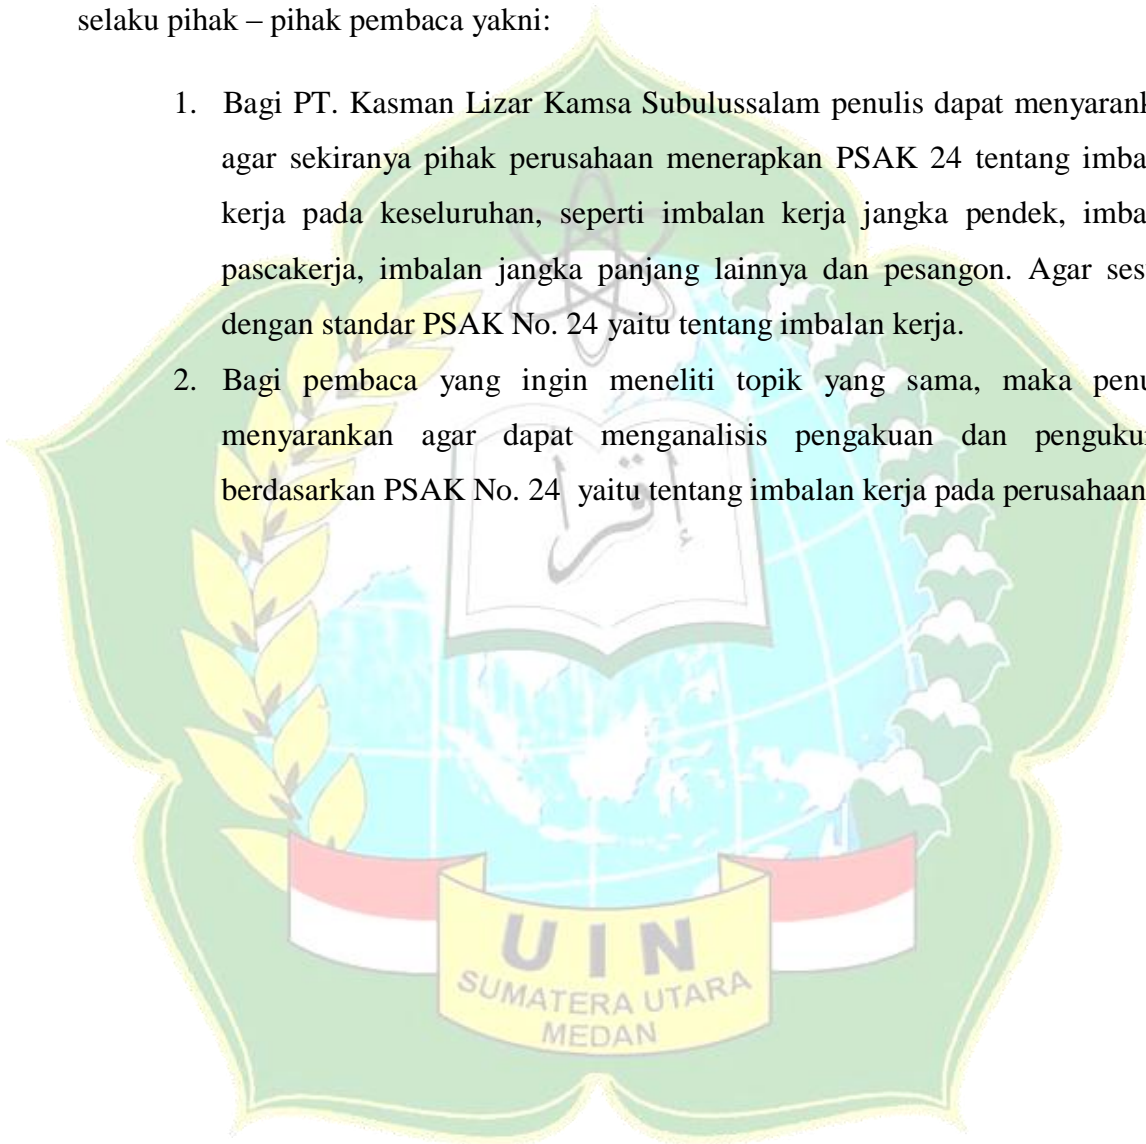 selaku pihak – pihak pembaca yakni:
1. Bagi PT. Kasman Lizar Kamsa Subulussalam penulis dapat menyarank
agar sekiranya pihak perusahaan menerapkan PSAK 24 tentang imba
kerja pada keseluruhan, seperti imbalan kerja jangka pendek, imba
pascakerja, imbalan jangka panjang lainnya dan pesangon. Agar ses
dengan standar PSAK No. 24 yaitu tentang imbalan kerja.
2. Bagi pembaca yang ingin meneliti topik yang sama, maka penu
menyarankan agar dapat menganalisis pengakuan dan penguku
berdasarkan PSAK No. 24 yaitu tentang imbalan kerja pada perusahaan
إقرأ
UIN
SUMATERA UTARA
MEDAN